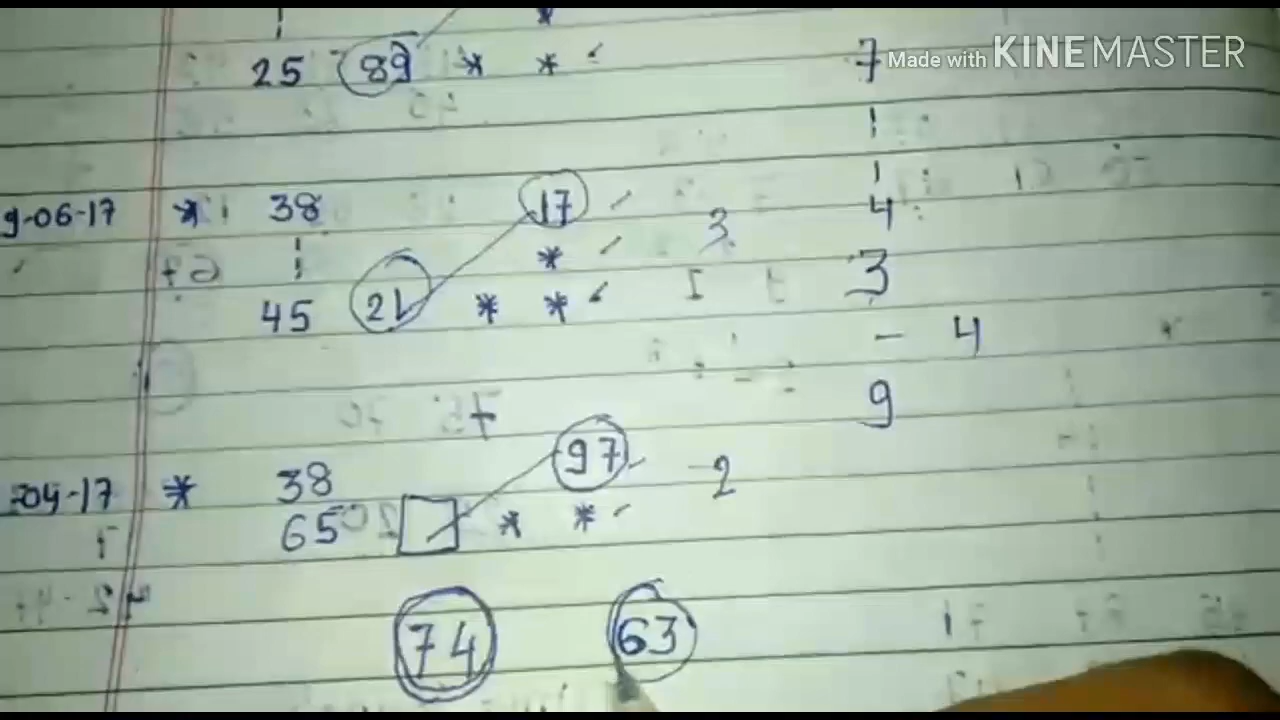 *
25 89 * * 7
Made with KINEMASTER
9-06-17 * 38 17 4
* 3
3
45 21 * *
- 4
9
97
-04-17 * 38 2
65 * *
74 63